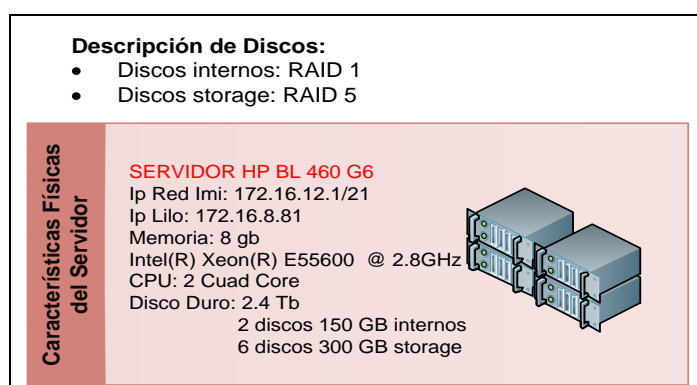 Descripción de Discos:
• Discos internos: RAID 1
• Discos storage: RAID 5
Características Físicas
del Servidor
SERVIDOR HP BL 460 G6
Ip Red Imi: 172.16.12.1/21
Ip Lilo: 172.16.8.81
Memoria: 8 gb
Intel(R) Xeon(R) E55600 @ 2.8GHz
CPU: 2 Cuad Core
Disco Duro: 2.4 Tb
2 discos 150 GB internos
6 discos 300 GB storage